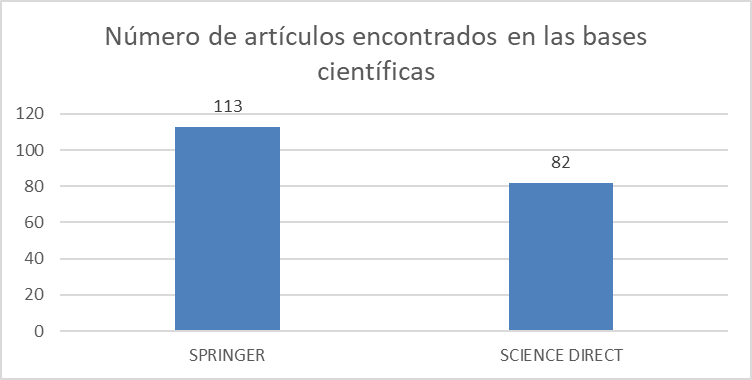 Número de artículos encontrados en las bases
científicas
113
120
100
82
80
60
40
20
0
SPRINGER
SCIENCE DIRECT